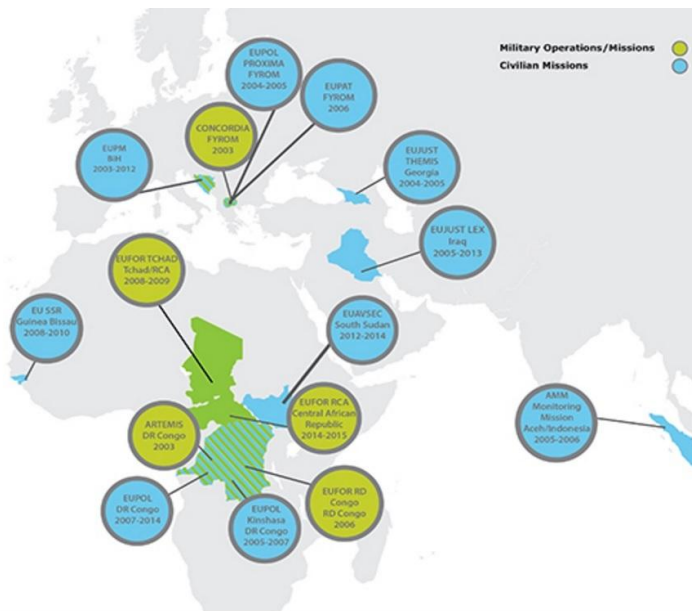 Military Operations/Missions
Civilian Missions
EUPOL
PROXIMA
FYROM
2004-2005
EUPAT
FYROM
2006
CONCORDIA
FYROM
2003
EUPM
BiH
2003-2012
EUJUST
THEMIS
Georgia
2004-2005
EUJUST LEX
Iraq
2005-2013
EUFOR TCHAD
Tchad/RCA
2008-2009
EU SSR
Guinea Bissau
2008-2010
EUAVSEC
South Sudan
2012-2014
EUFOR RCA
Central African
Republic
2014-2015
AMM
Monitoring
Mission
Aceh/Indonesia
2005-2006
ARTEMIS
DR Congo
2003
EUPOL
DR Congo
2007-2014
EUPOL
Kinshasa
DR Congo
2005-2007
EUFOR RD
Congo
RD Congo
2006